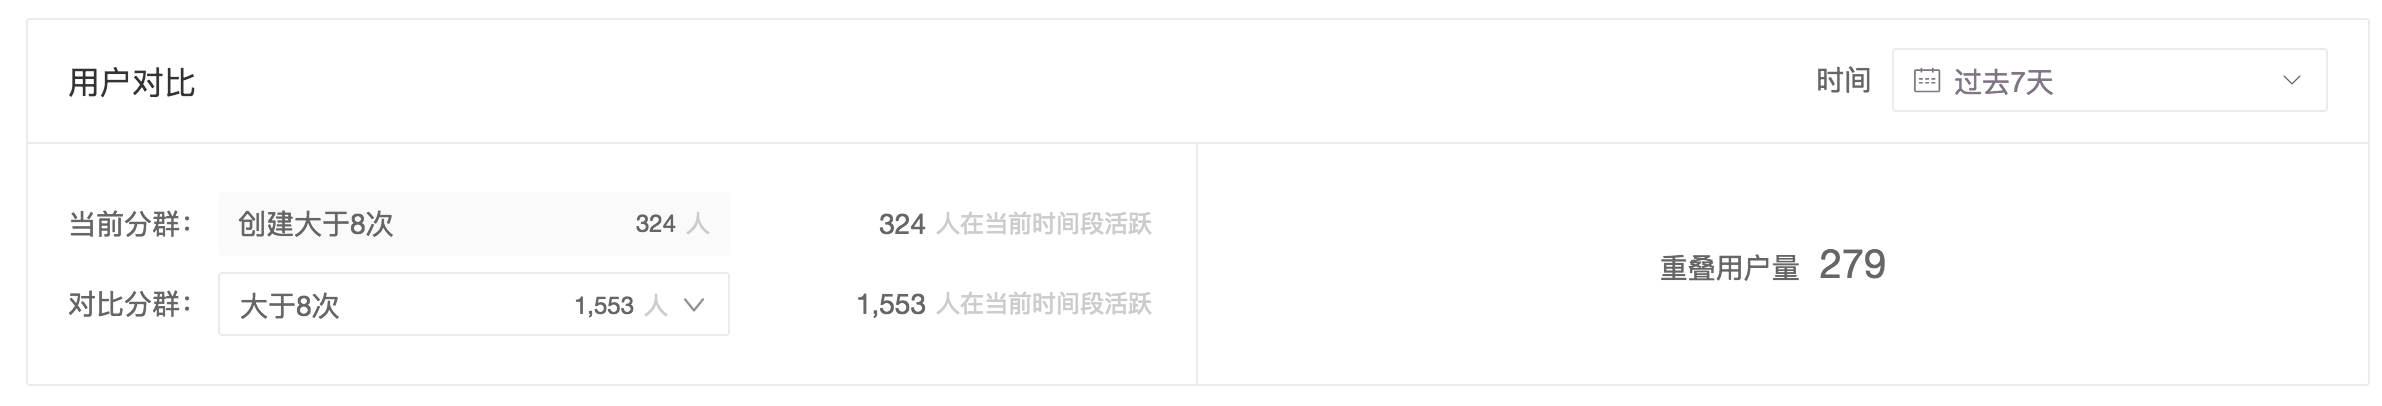 用户对比
时间 过去7天
当前分群： 创建大于8次 324 人 324 人在当前时间段活跃
对比分群： 大于8次 1,553 人 1,553 人在当前时间段活跃
重叠用户量 279